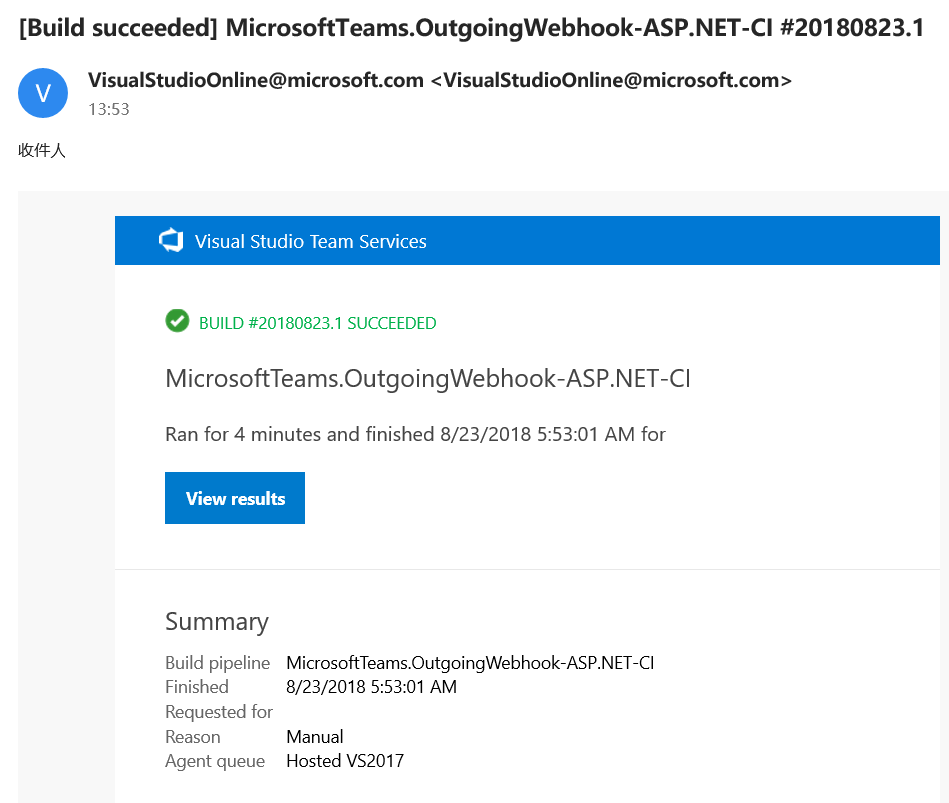 [Build succeeded] MicrosoftTeams.OutgoingWebhook-ASP.NET-CI #20180823.1
V
VisualStudioOnline@microsoft.com <VisualStudioOnline@microsoft.com>
13:53
收件人
Visual Studio Team Services
BUILD #20180823.1 SUCCEEDED
MicrosoftTeams.OutgoingWebhook-ASP.NET-CI
Ran for 4 minutes and finished 8/23/2018 5:53:01 AM for
View results
Summary
Build pipeline MicrosoftTeams.OutgoingWebhook-ASP.NET-CI
Finished 8/23/2018 5:53:01 AM
Requested for
Reason Manual
Agent queue Hosted VS2017